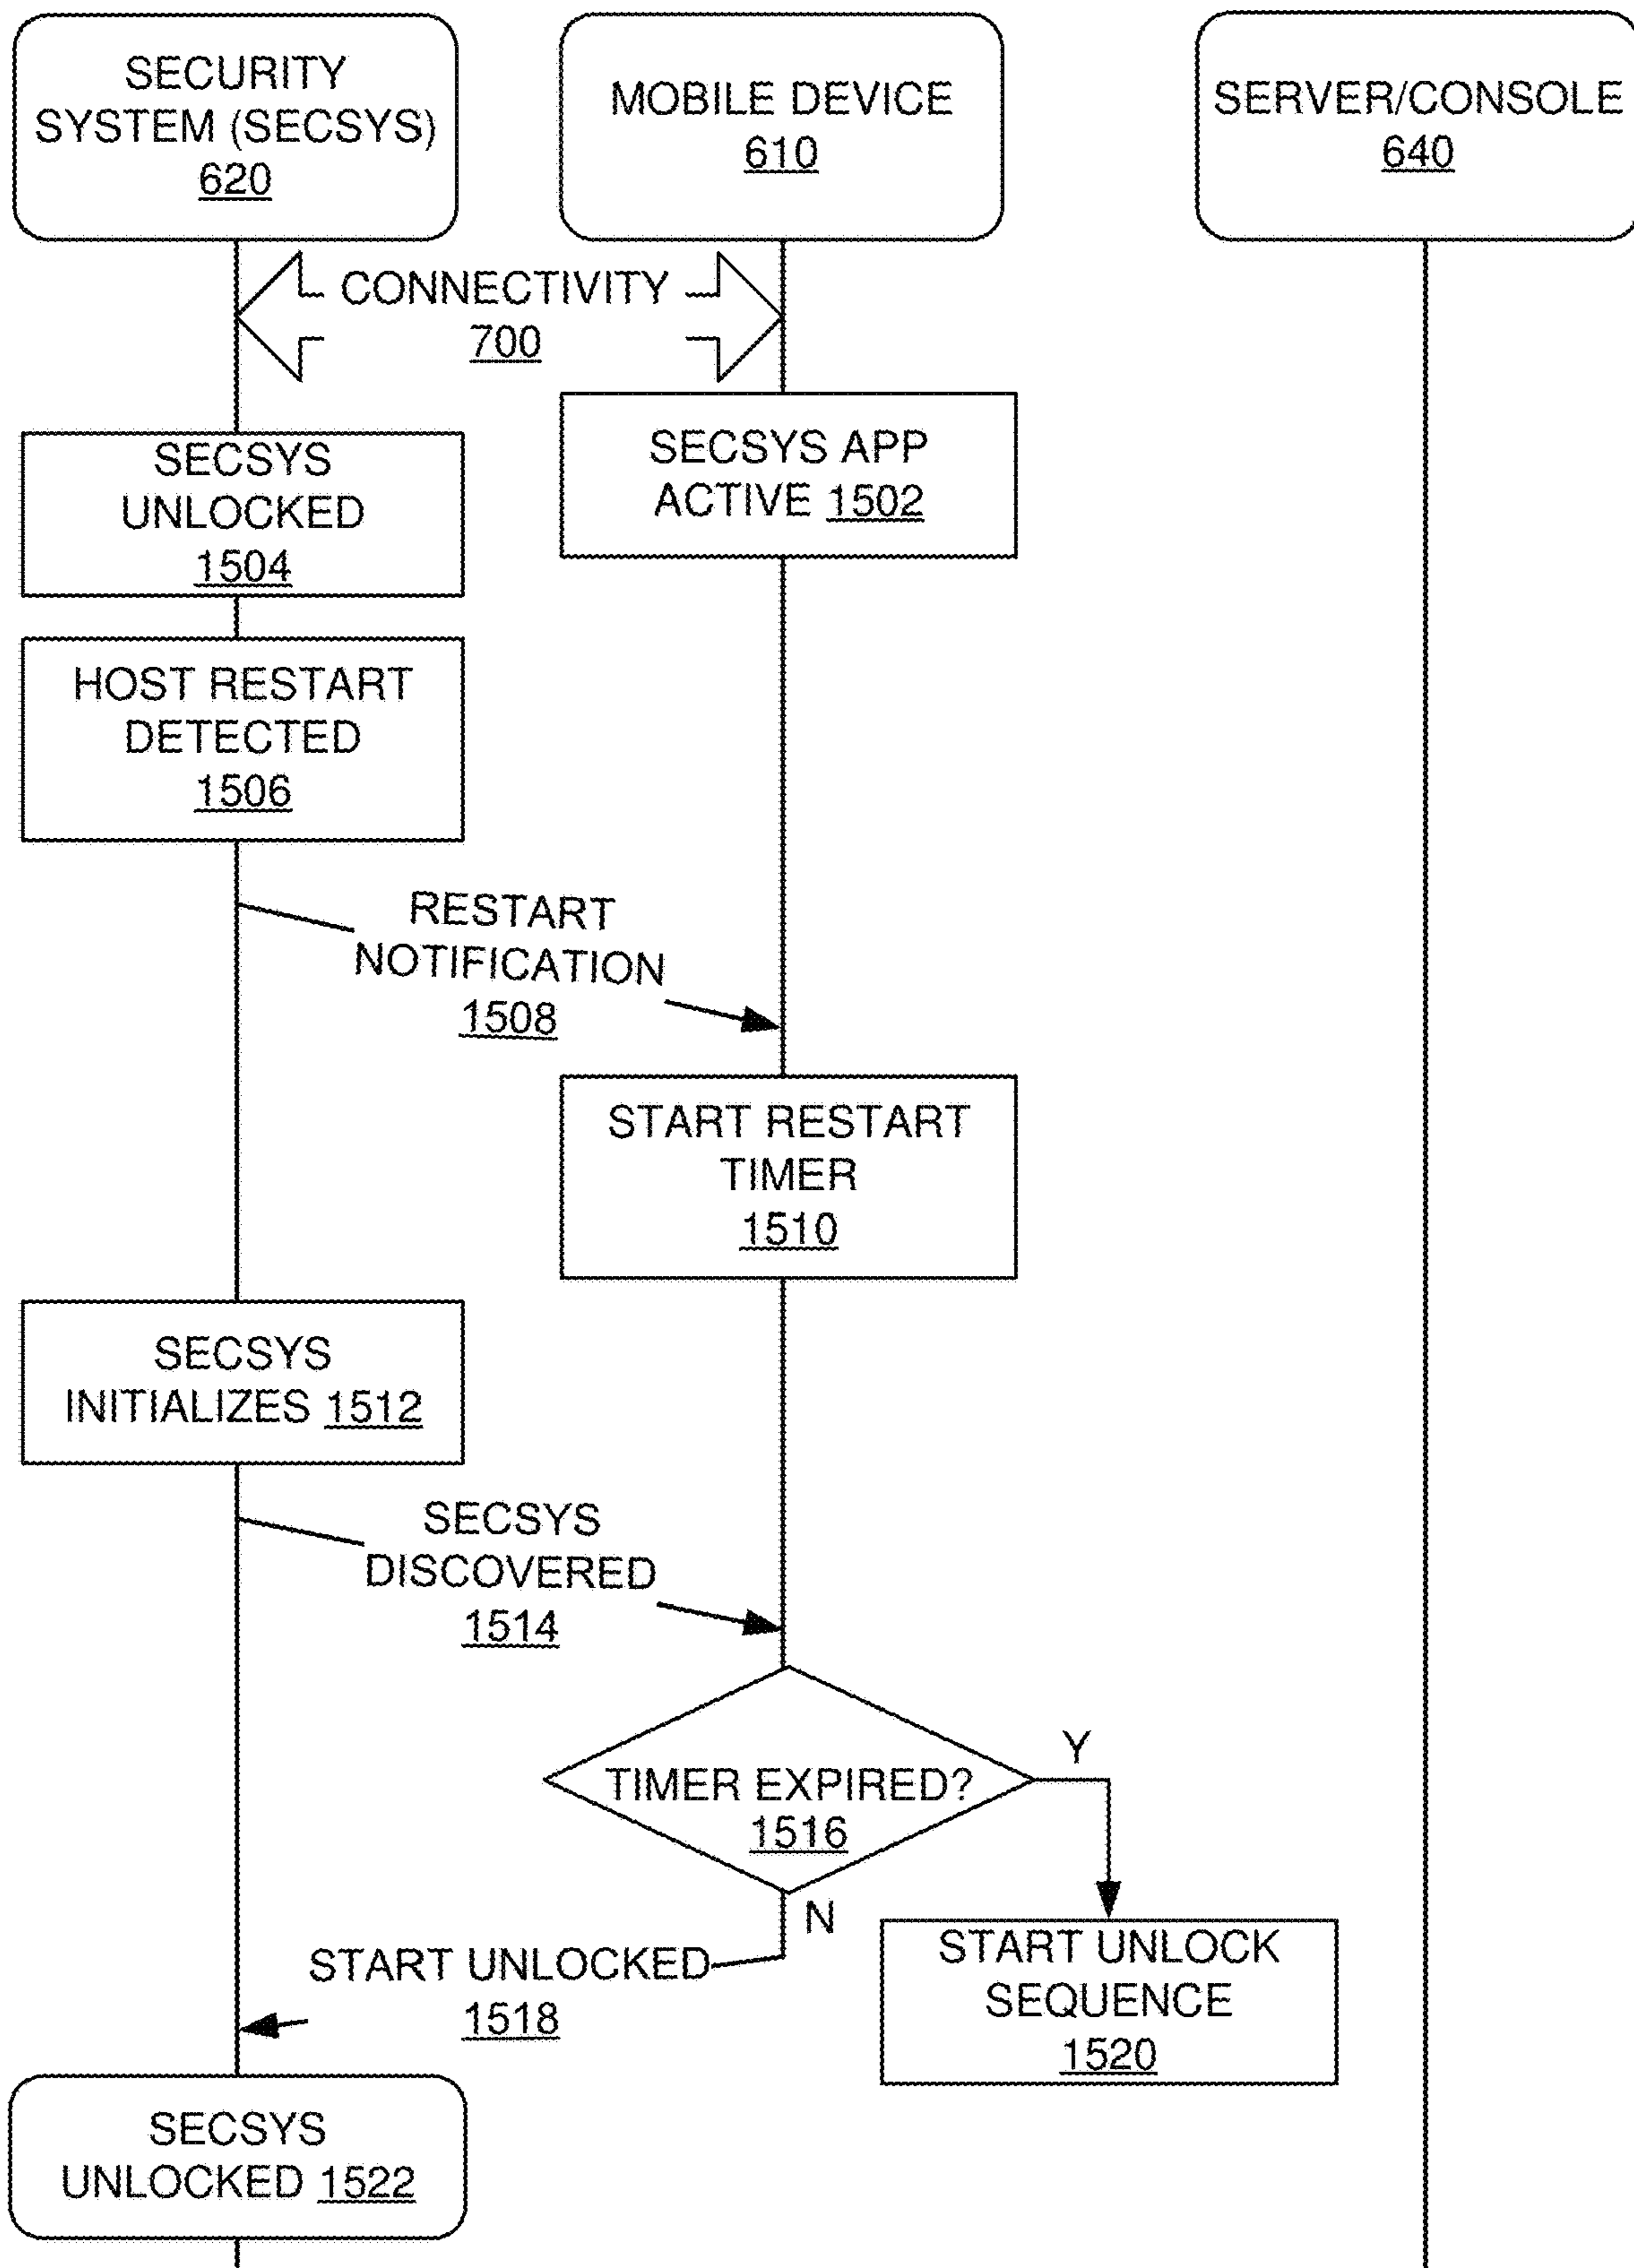 SECURITY
SYSTEM (SECSYS)
620
MOBILE DEVICE
610
SERVER/CONSOLE
640
CONNECTIVITY
700
SECSYS
UNLOCKED
1504
SECSYS APP
ACTIVE 1502
HOST RESTART
DETECTED
1506
RESTART
NOTIFICATION
1508
START RESTART
TIMER
1510
SECSYS
INITIALIZES 1512
SECSYS
DISCOVERED
1514
TIMER EXPIRED?
1516
Y
N
START UNLOCKED
1518
START UNLOCK
SEQUENCE
1520
SECSYS
UNLOCKED 1522